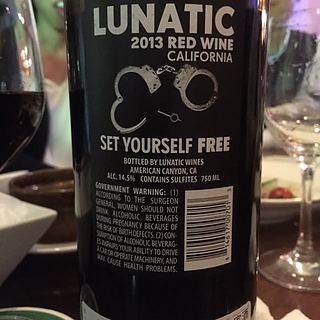 LUNATIC
2013 RED WINE
CALIFORNIA
SET YOURSELF FREE
BOTTLED BY LUNATIC WINES
AMERICAN CANYON, CA
ALC. 14.5% CONTAINS SULFITES 750 ML
GOVERNMENT WARNING: (1)
ACCORDING TO THE SURGEON
GENERAL, WOMEN SHOULD NOT
DRINK ALCOHOLIC BEVERAGES
DURING PREGNANCY BECAUSE OF
THE RISK OF BIRTH DEFECTS. (2) CON-
SUMPTION OF ALCOHOLIC BEVERAG-
ES IMPAIRS YOUR ABILITY TO DRIVE
A CAR OR OPERATE MACHINERY, AND
MAY CAUSE HEALTH PROBLEMS.